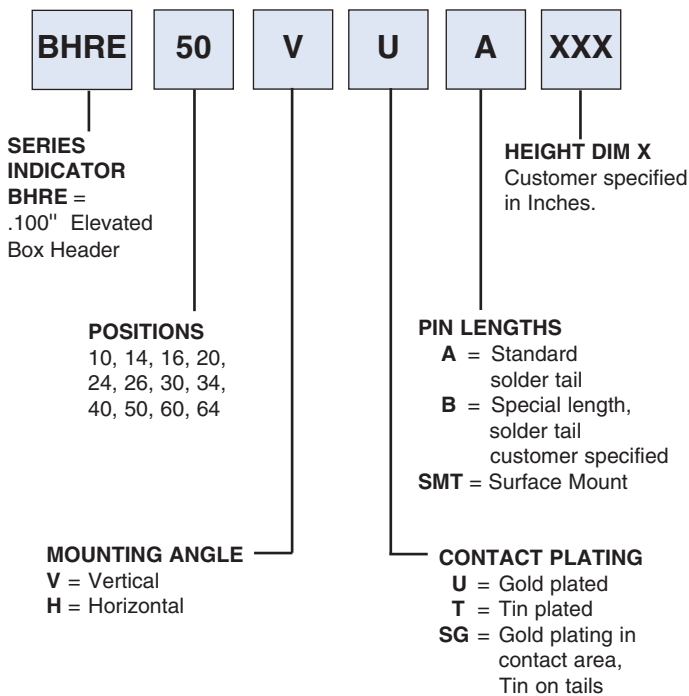 BHRE 50 V U A XXX
SERIES
INDICATOR
BHRE =
.100" Elevated
Box Header
HEIGHT DIM X
Customer specified
in Inches.
POSITIONS
10, 14, 16, 20,
24, 26, 30, 34,
40, 50, 60, 64
PIN LENGTHS
A = Standard
solder tail
B = Special length,
solder tail
customer specified
SMT = Surface Mount
MOUNTING ANGLE
V = Vertical
H = Horizontal
CONTACT PLATING
U = Gold plated
T = Tin plated
SG = Gold plating in
contact area,
Tin on tails